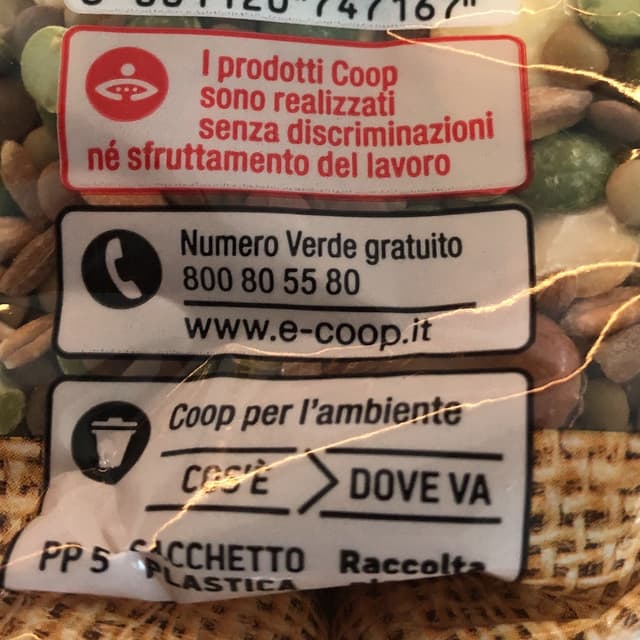 747167
I prodotti Coop
sono realizzati
senza discriminazioni
né sfruttamento del lavoro
Numero Verde gratuito
800 80 55 80
www.e-coop.it
Coop per l'ambiente
COS'È DOVE VA
PP 5 SACCHETTO Raccolta
PLASTICA